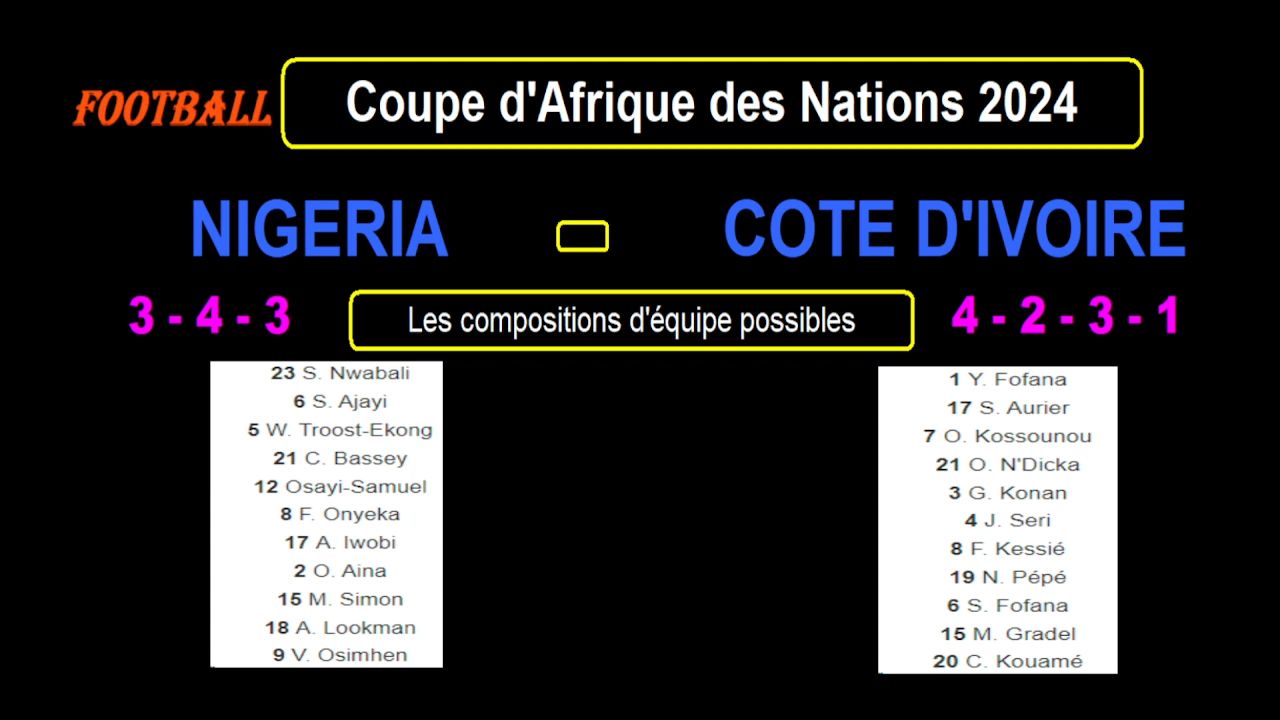 FOOTBALL
Coupe d'Afrique des Nations 2024
NIGERIA
COTE D'IVOIRE
3 - 4 - 3
Les compositions d'équipe possibles
4 - 2 - 3 - 1
23 S. Nwabali
6 S. Ajayi
5 W. Troost-Ekong
21 C. Bassey
12 Osayi-Samuel
8 F. Onyeka
17 A. Iwobi
2 O. Aina
15 M. Simon
18 A. Lookman
9 V. Osimhen
1 Y. Fofana
17 S. Aurier
7 O. Kossounou
21 O. N'Dicka
3 G. Konan
4 J. Seri
8 F. Kessié
19 N. Pépé
6 S. Fofana
15 M. Gradel
20 C. Kouamé